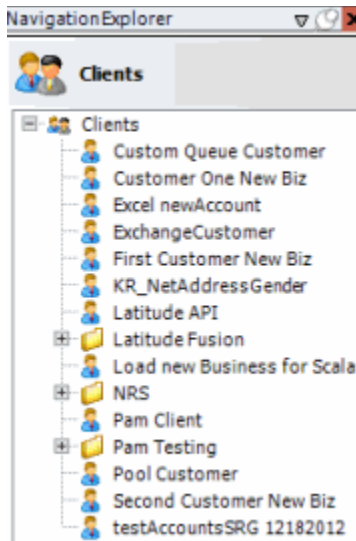 NavigationExplorer
Clients
Clients
Custom Queue Customer
Customer One New Biz
Excel newAccount
ExchangeCustomer
First Customer New Biz
KR_NetAddressGender
Latitude API
Latitude Fusion
Load new Business for Scala
NRS
Pam Client
Pam Testing
Pool Customer
Second Customer New Biz
testAccountsSRG 12182012